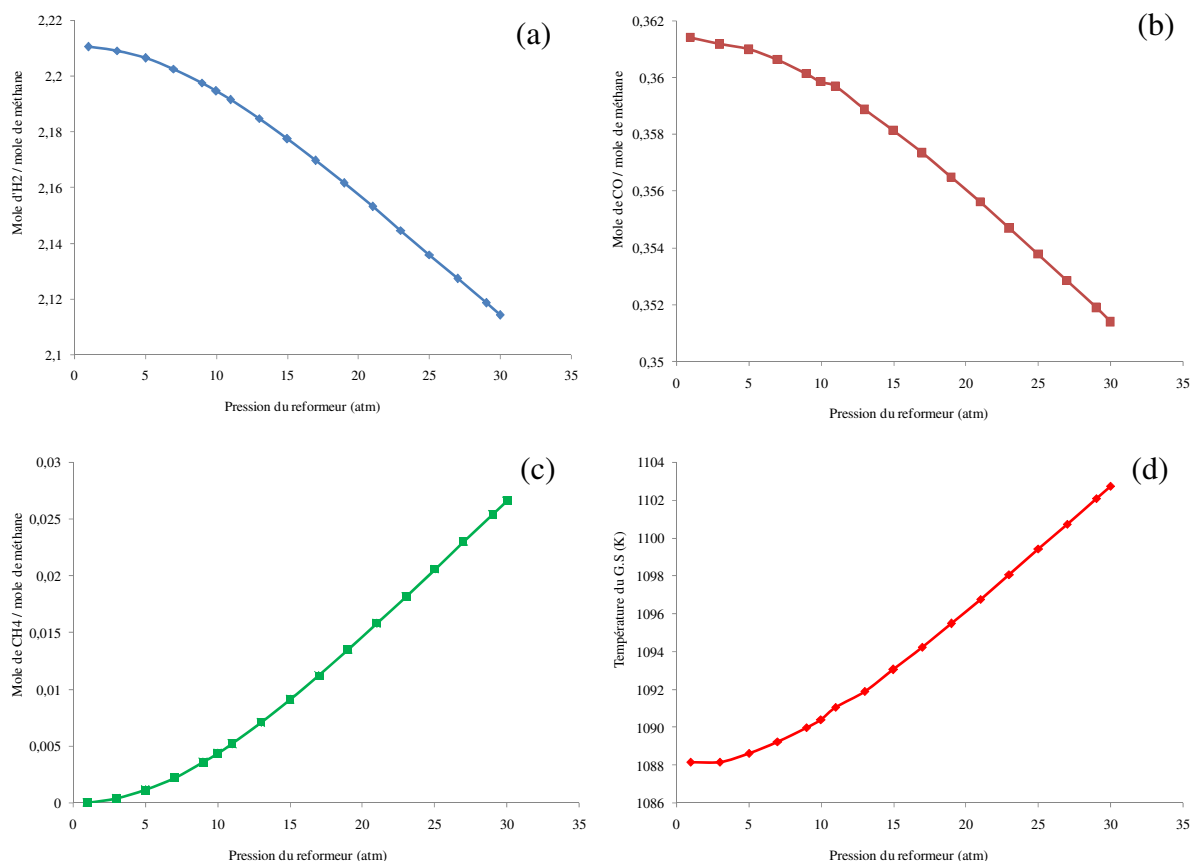 (a)
Mole d'H2 / mole de méthane
2,22
2,2
2,18
2,16
2,14
2,12
2,1
0 5 10 15 20 25 30 35
Pression du reformeur (atm)
(b)
Mole de CO / mole de méthane
0,362
0,36
0,358
0,356
0,354
0,352
0,35
0 5 10 15 20 25 30 35
Pression du reformeur (atm)
(c)
Mole de CH4 / mole de méthane
0,03
0,025
0,02
0,015
0,01
0,005
0
0 5 10 15 20 25 30 35
Pression du reformeur (atm)
(d)
Température du G.S (K)
1104
1102
1100
1098
1096
1094
1092
1090
1088
1086
0 5 10 15 20 25 30 35
Pression du reformeur (atm)